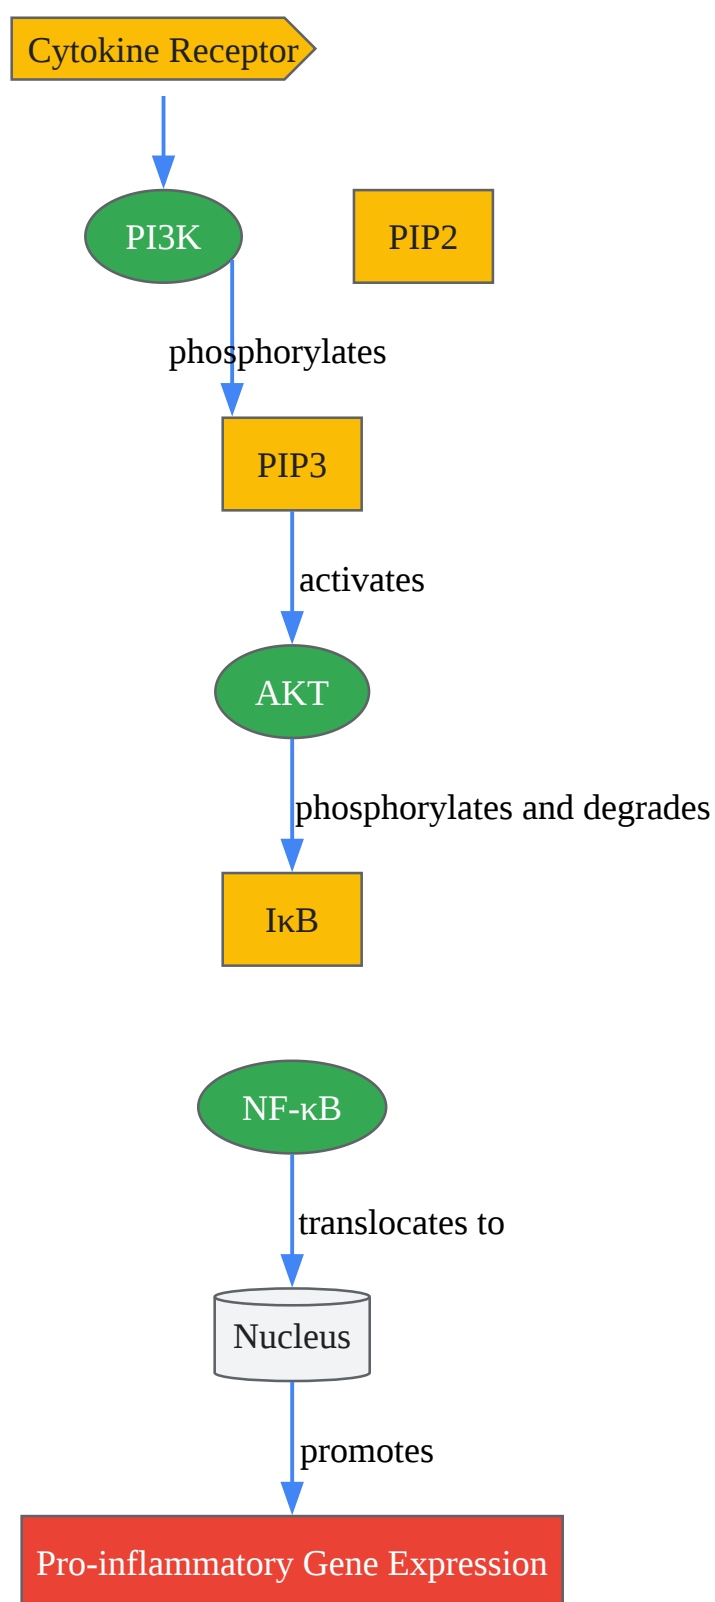 Cytokine Receptor
PI3K
PIP2
phosphorylates
PIP3
activates
AKT
phosphorylates and degrades
IκB
NF-κB
translocates to
Nucleus
promotes
Pro-inflammatory Gene Expression